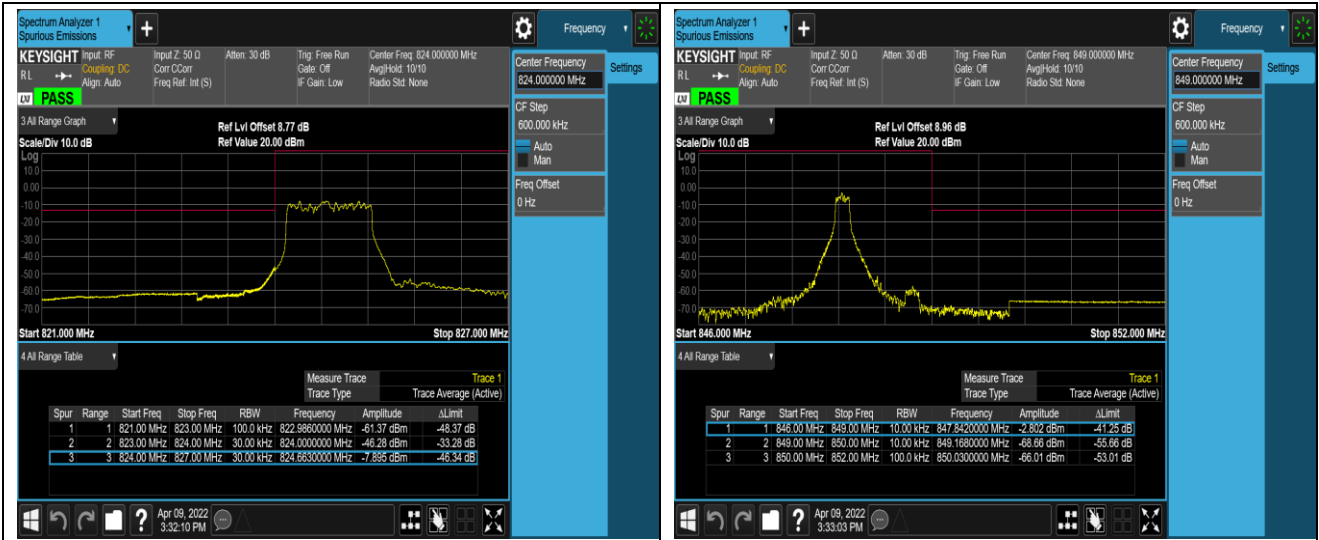 Spectrum Analyzer 1
Spurious Emissions
+
Frequency
KEYSIGHT Input: RF Input Z: 50 Ω Atten: 30 dB Trig: Free Run Center Freq: 824.000000 MHz
Coupling: DC Corr CCorr Gate: Off Avg|Hold: 10/10
R L Align: Auto Freq Ref: Int (S) IF Gain: Low Radio Std: None
PASS
Center Frequency
824.000000 MHz
Settings
CF Step
600.000 kHz
Auto
Man
Freq Offset
0 Hz
3 All Range Graph
Ref Lvl Offset 8.77 dB
Scale/Div 10.0 dB Ref Value 20.00 dBm
Log
10.0
0.00
-10.0
-20.0
-30.0
-40.0
-50.0
-60.0
-70.0
Start 821.000 MHz Stop 827.000 MHz
4 All Range Table
Measure Trace Trace 1
Trace Type Trace Average (Active)
Spur Range Start Freq Stop Freq RBW Frequency Amplitude ΔLimit
1 1 821.00 MHz 823.00 MHz 100.0 kHz 822.9860000 MHz -61.37 dBm -48.37 dB
2 2 823.00 MHz 824.00 MHz 30.00 kHz 824.0000000 MHz -46.28 dBm -33.28 dB
3 3 824.00 MHz 827.00 MHz 30.00 kHz 824.6630000 MHz -7.895 dBm -46.34 dB
? Apr 09, 2022
3:32:10 PM
Spectrum Analyzer 1
Spurious Emissions
+
Frequency
KEYSIGHT Input: RF Input Z: 50 Ω Atten: 30 dB Trig: Free Run Center Freq: 849.000000 MHz
Coupling: DC Corr CCorr Gate: Off Avg|Hold: 10/10
R L Align: Auto Freq Ref: Int (S) IF Gain: Low Radio Std: None
PASS
Center Frequency
849.000000 MHz
Settings
CF Step
600.000 kHz
Auto
Man
Freq Offset
0 Hz
3 All Range Graph
Ref Lvl Offset 8.96 dB
Scale/Div 10.0 dB Ref Value 20.00 dBm
Log
10.0
0.00
-10.0
-20.0
-30.0
-40.0
-50.0
-60.0
-70.0
Start 846.000 MHz Stop 852.000 MHz
4 All Range Table
Measure Trace Trace 1
Trace Type Trace Average (Active)
Spur Range Start Freq Stop Freq RBW Frequency Amplitude ΔLimit
1 1 846.00 MHz 849.00 MHz 10.00 kHz 847.8420000 MHz -2.802 dBm -41.25 dB
2 2 849.00 MHz 850.00 MHz 10.00 kHz 849.1680000 MHz -68.66 dBm -55.66 dB
3 3 850.00 MHz 852.00 MHz 100.0 kHz 850.0300000 MHz -66.01 dBm -53.01 dB
? Apr 09, 2022
3:33:03 PM